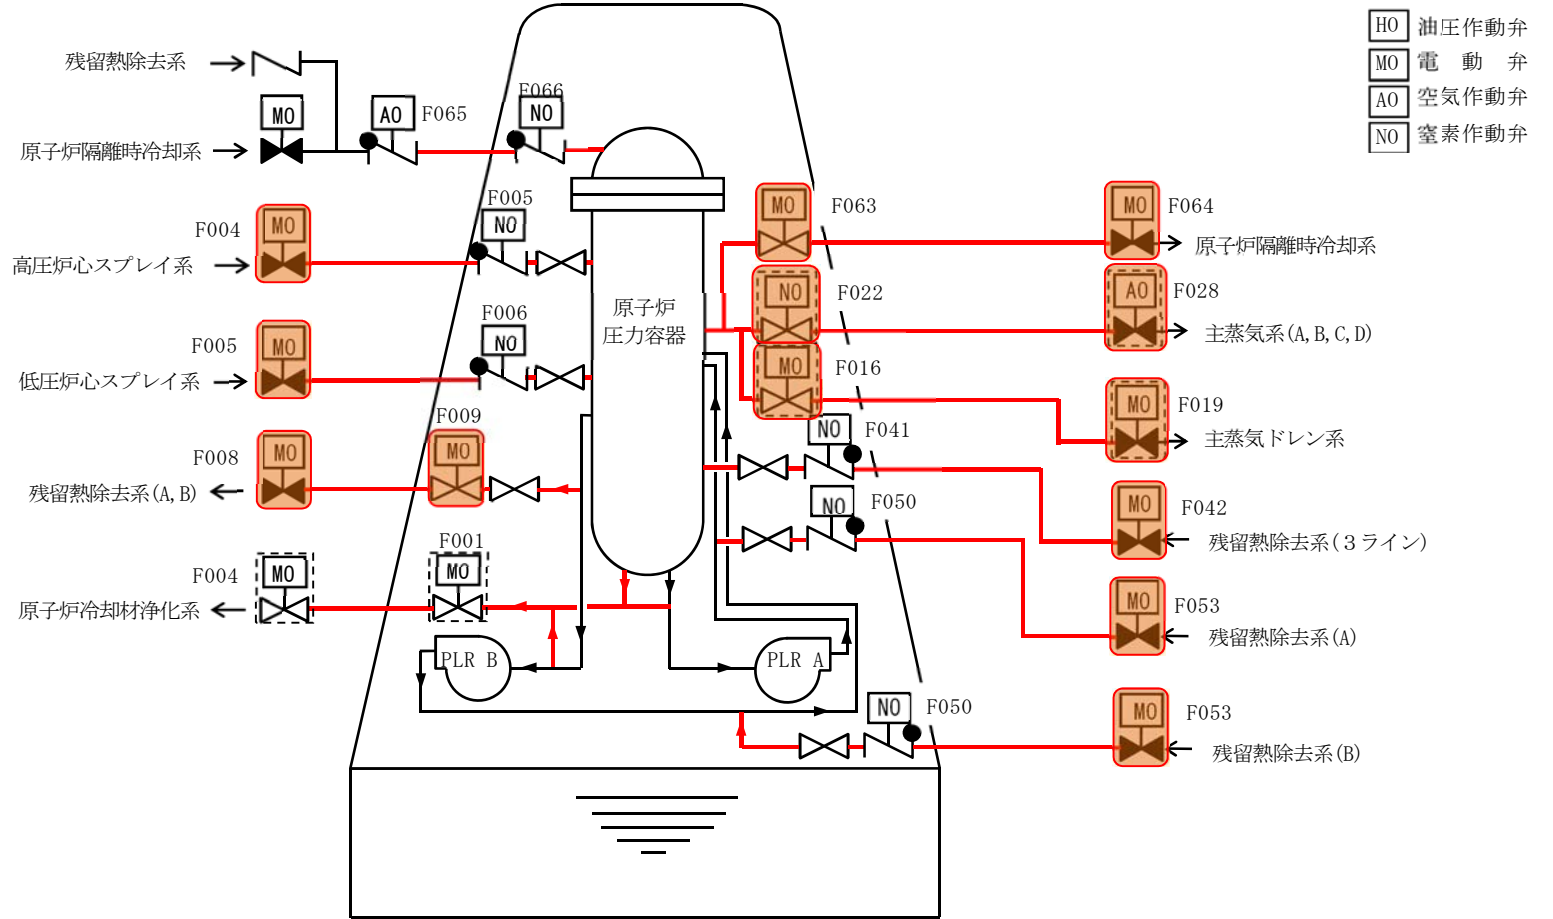 HO 油圧作動弁
MO 電　動　弁
AO 空気作動弁
NO 窒素作動弁
残留熱除去系
原子炉隔離時冷却系
MO
AO
F065
F066
NO
F004
MO
高圧炉心スプレイ系
F005
NO
F005
MO
低圧炉心スプレイ系
F006
NO
F008
MO
残留熱除去系(A,B)
F009
MO
F004
MO
原子炉冷却材浄化系
F001
MO
原子炉
圧力容器
PLR B
PLR A
MO
F063
MO
F064
原子炉隔離時冷却系
NO
F022
AO
F028
主蒸気系(A,B,C,D)
MO
F016
MO
F019
主蒸気ドレン系
NO
F041
MO
F042
残留熱除去系(３ライン)
NO
F050
MO
F053
残留熱除去系(A)
NO
F050
MO
F053
残留熱除去系(B)